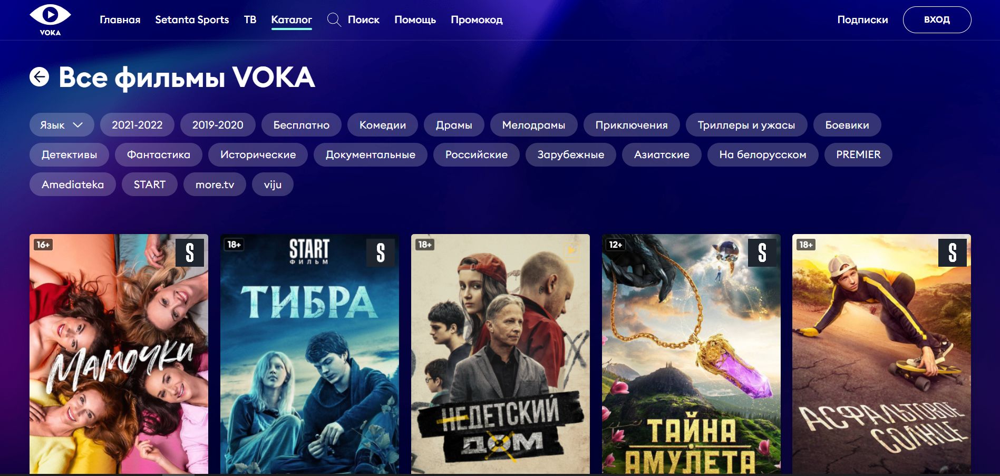 VOKA
Главная Setanta Sports ТВ Каталог Поиск Помощь Промокод Подписки ВХОД
Все фильмы VOKA
Язык 2021-2022 2019-2020 Бесплатно Комедии Драмы Мелодрамы Приключения Триллеры и ужасы Боевики
Детективы Фантастика Исторические Документальные Российские Зарубежные Азиатские На белорусском PREMIER
Amediateka START more.tv viju
16+ S
Мамочки
18+ START S
ФИЛЬМ
ТИБРА
18+
НЕДЕТСКИЙ
ДОМ
12+ S
ТАЙНА
АМУЛЕТА
18+ S
АСФАЛЬТОВОЕ
СОЛНЦЕ